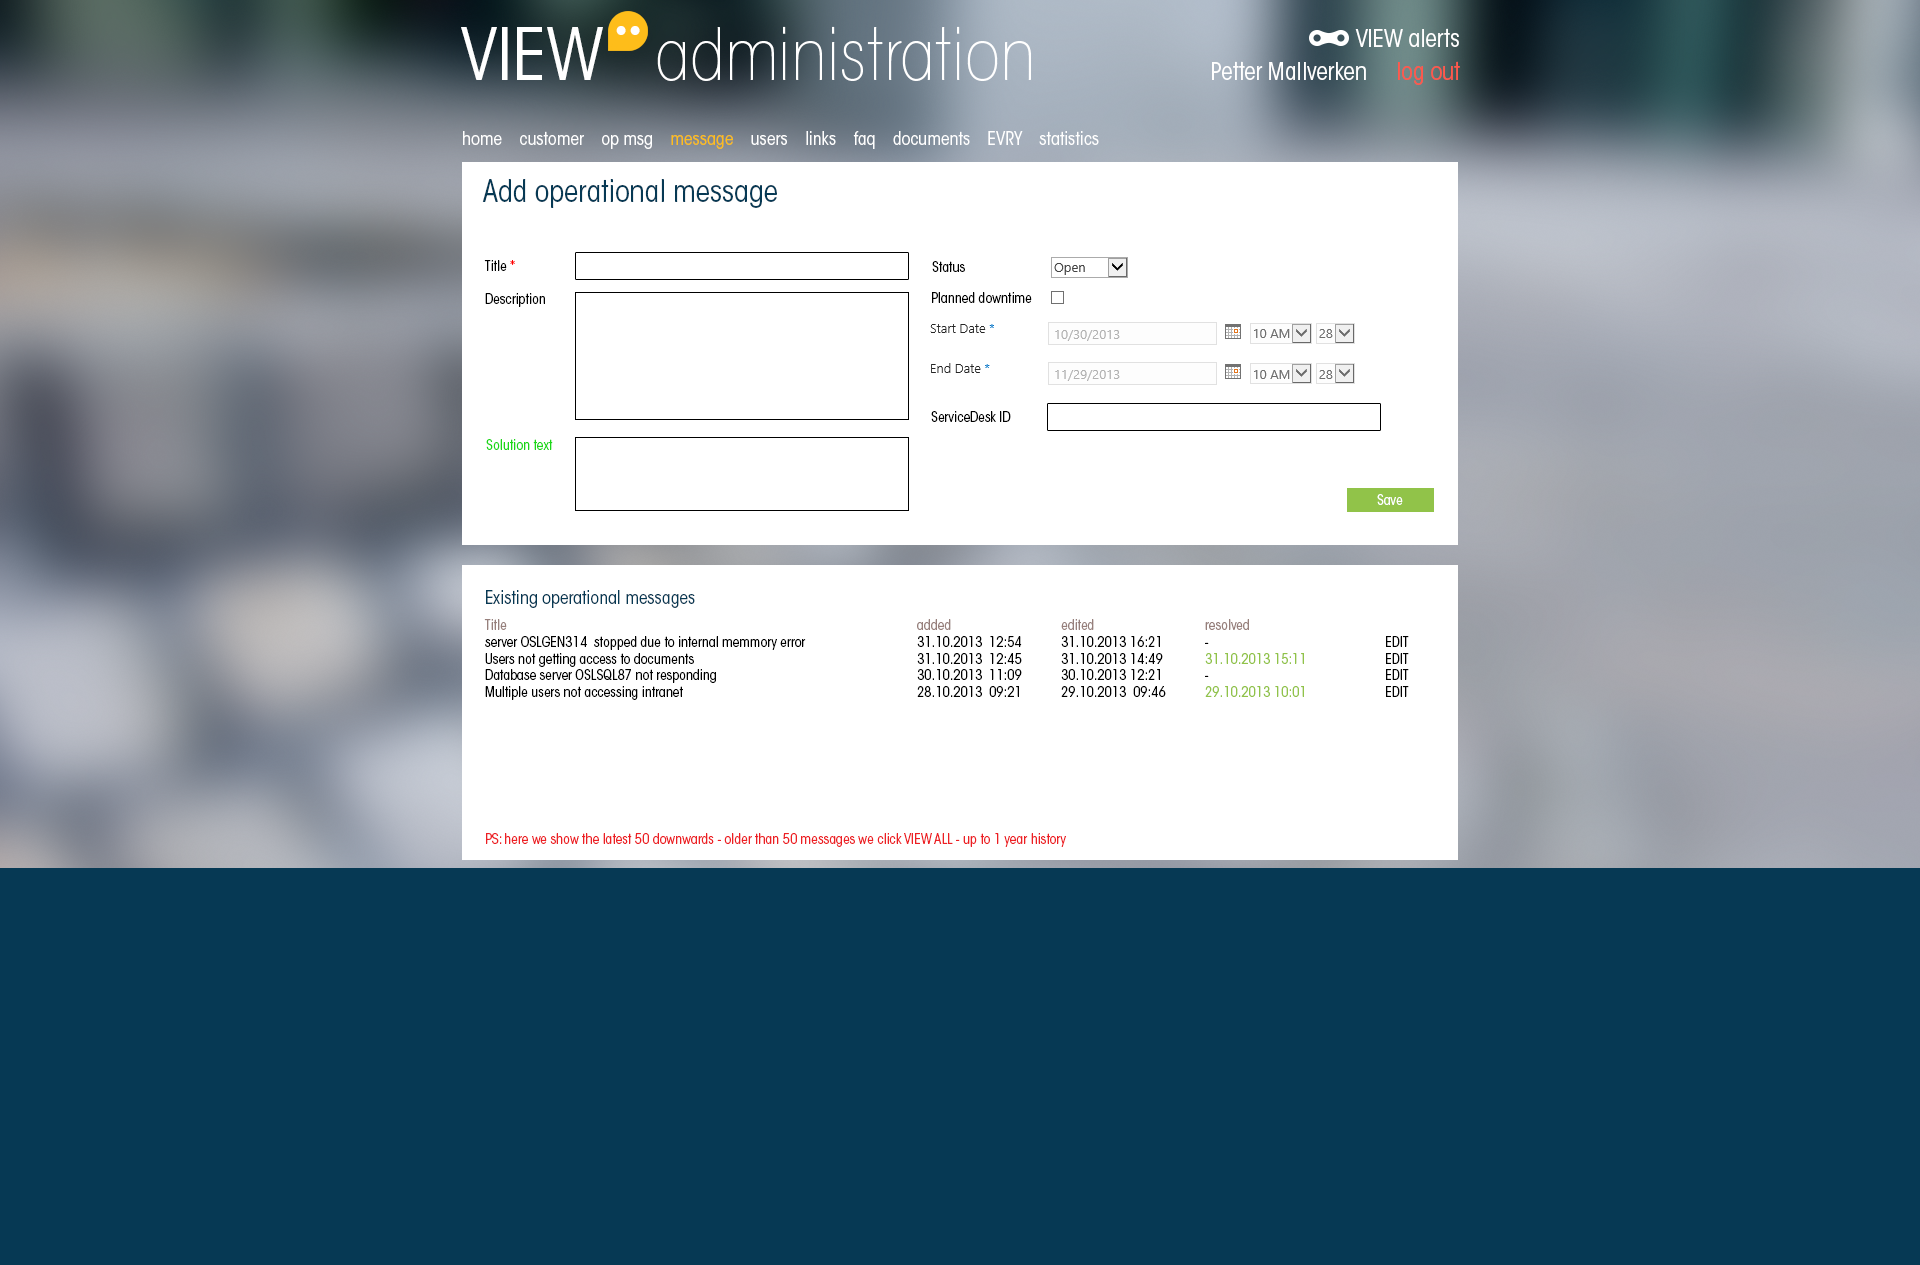 VIEW administration
VIEW alerts
Petter Mallverken log out
home customer op msg message users links faq documents EVRY statistics
Add operational message
Title *
Status Open
Description
Planned downtime
Start Date * 10/30/2013 10 AM 28
End Date * 11/29/2013 10 AM 28
ServiceDesk ID
Solution text
Save
Existing operational messages
Title added edited resolved
server OSLGEN314 stopped due to internal memmory error 31.10.2013 12:54 31.10.2013 16:21 - EDIT
Users not getting access to documents 31.10.2013 12:45 31.10.2013 14:49 31.10.2013 15:11 EDIT
Database server OSLSQL87 not responding 30.10.2013 11:09 30.10.2013 12:21 - EDIT
Multiple users not accessing intranet 28.10.2013 09:21 29.10.2013 09:46 29.10.2013 10:01 EDIT
PS: here we show the latest 50 downwards - older than 50 messages we click VIEW ALL - up to 1 year history